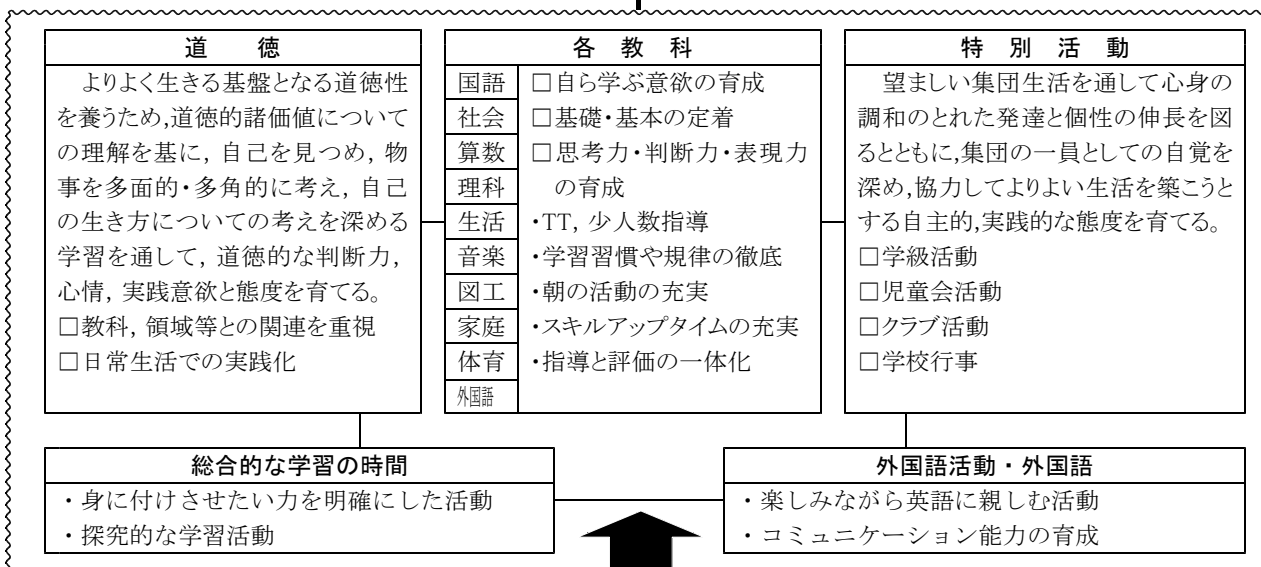 道　徳
よりよく生きる基盤となる道徳性
を養うため,道徳的諸価値について
の理解を基に, 自己を見つめ, 物
事を多面的・多角的に考え, 自己
の生き方についての考えを深める
学習を通して, 道徳的な判断力,
心情, 実践意欲と態度を育てる。
□教科, 領域等との関連を重視
□日常生活での実践化
各　教　科
国語
社会
算数
理科
生活
音楽
図工
家庭
体育
外国語
□自ら学ぶ意欲の育成
□基礎・基本の定着
□思考力・判断力・表現力
の育成
・TT, 少人数指導
・学習習慣や規律の徹底
・朝の活動の充実
・スキルアップタイムの充実
・指導と評価の一体化
特　別　活　動
望ましい集団生活を通して心身の
調和のとれた発達と個性の伸長を図
るとともに,集団の一員としての自覚を
深め,協力してよりよい生活を築こうと
する自主的,実践的な態度を育てる。
□学級活動
□児童会活動
□クラブ活動
□学校行事
総合的な学習の時間
・身に付けさせたい力を明確にした活動
・探究的な学習活動
外国語活動・外国語
・楽しみながら英語に親しむ活動
・コミュニケーション能力の育成